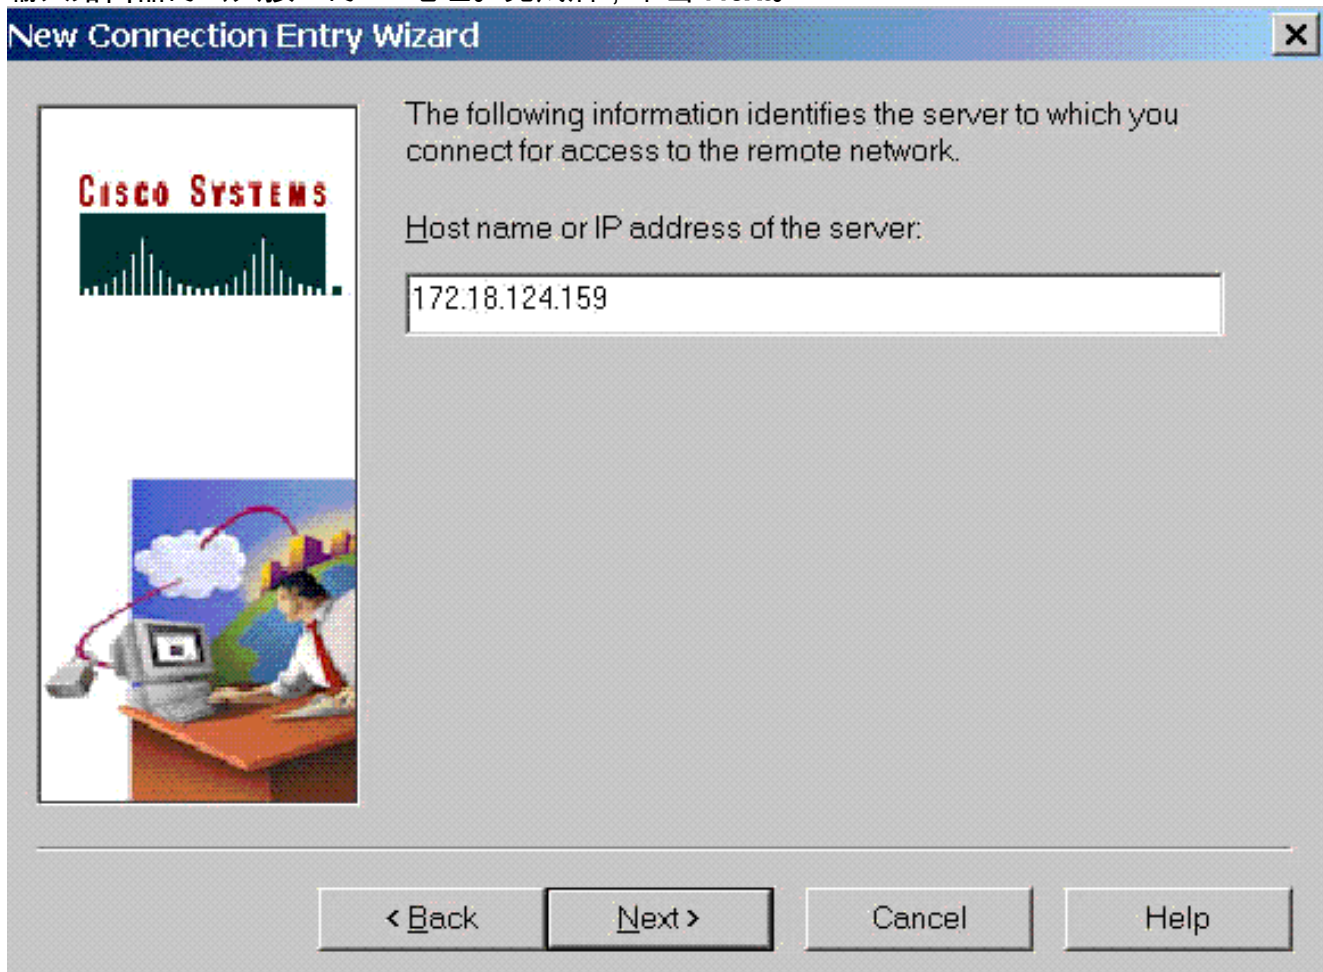 New Connection Entry Wizard
CISCO SYSTEMS
The following information identifies the server to which you
connect for access to the remote network.
Host name or IP address of the server:
172.18.124.159
< Back
Next >
Cancel
Help